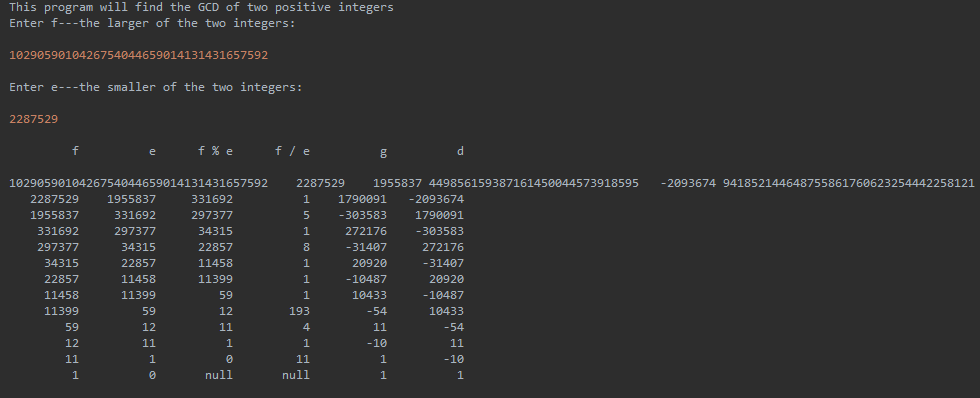 This program will find the GCD of two positive integers
Enter f---the larger of the two integers:
10290590104267540446590141314316​57592
Enter e---the smaller of the two integers:
2287529
f e f % e f / e g d
1029059010426754044659014131431657592 2287529 1955837 449856159387161450044573918595 -2093674 941852144648755861760623254442258121
2287529 1955837 331692 1 1790091 -2093674
1955837 331692 297377 5 -303583 1790091
331692 297377 34315 1 272176 -303583
297377 34315 22857 8 -31407 272176
34315 22857 11458 1 20920 -31407
22857 11458 11399 1 -10487 20920
11458 11399 59 1 10433 -10487
11399 59 12 193 -54 10433
59 12 11 4 11 -54
12 11 1 1 -10 11
11 1 0 11 1 -10
1 0 null null 1 1